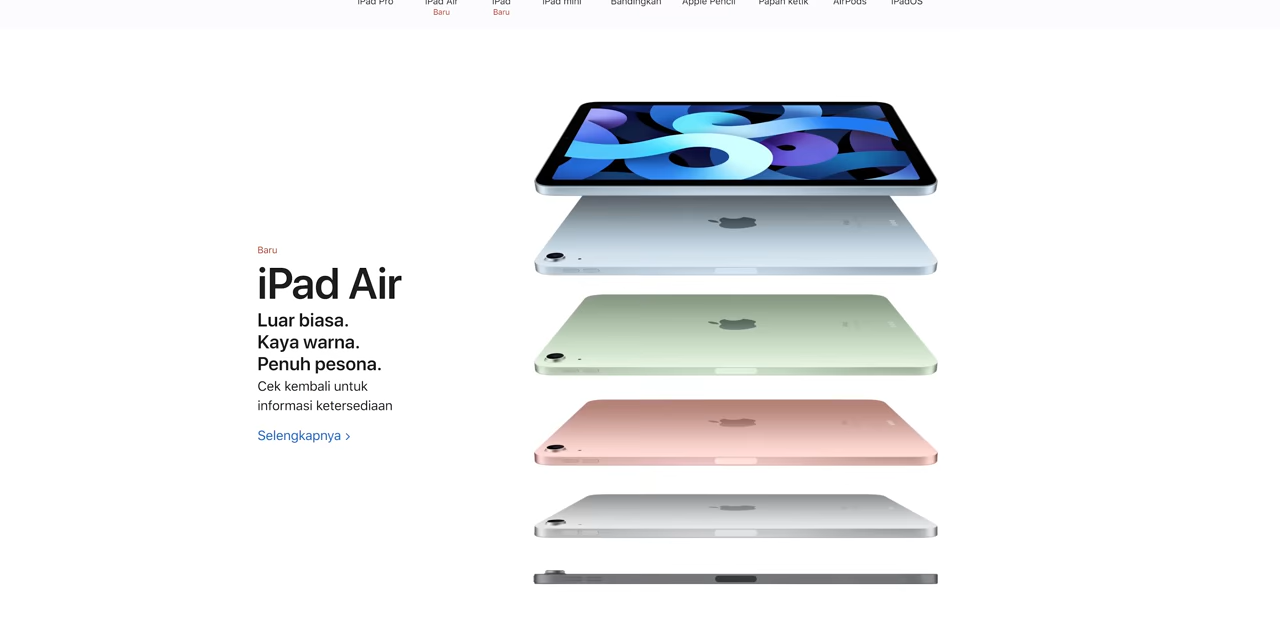 iPad Pro iPad Air iPad iPad mini Bandingkan Apple Pencil Papan ketik AirPods iPadOS
Baru Baru
Baru
iPad Air
Luar biasa.
Kaya warna.
Penuh pesona.
Cek kembali untuk
informasi ketersediaan
Selengkapnya >